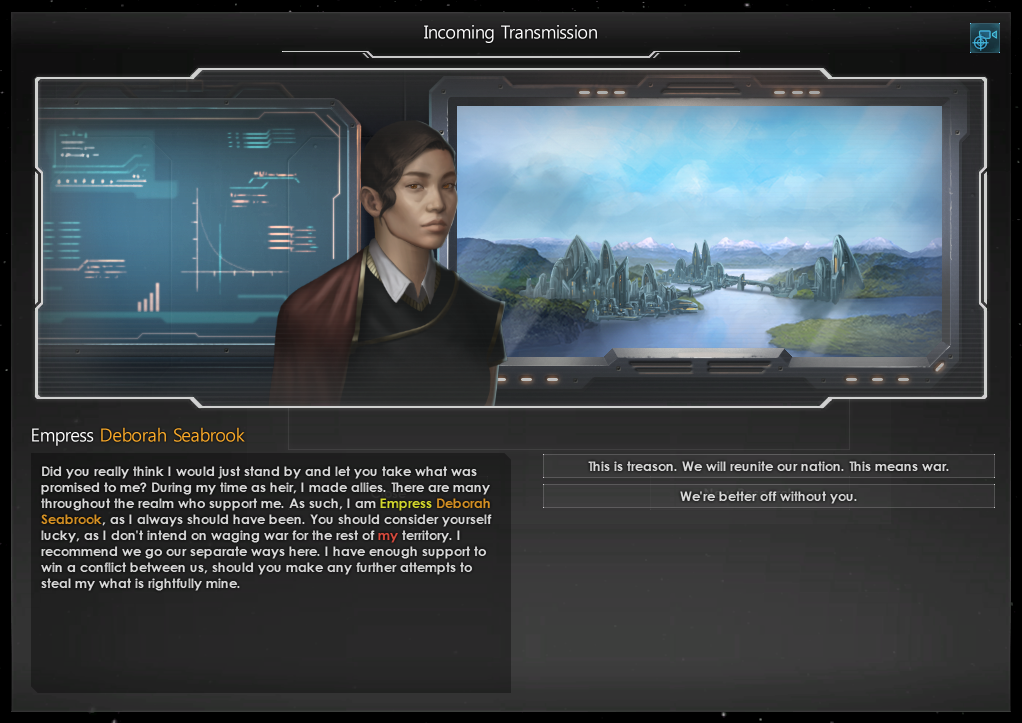 Incoming Transmission
Empress Deborah Seabrook
Did you really think I would just stand by and let you take what was
promised to me? During my time as heir, I made allies. There are many
throughout the realm who support me. As such, I am Empress Deborah
Seabrook, as I always should have been. You should consider yourself
lucky, as I don't intend on waging war for the rest of my territory. I
recommend we go our separate ways here. I have enough support to
win a conflict between us, should you make any further attempts to
steal my what is rightfully mine.
This is treason. We will reunite our nation. This means war.
We're better off without you.